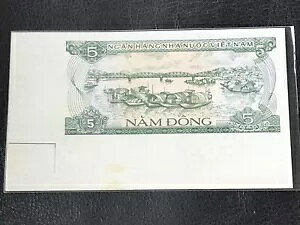 5 NGÂN HÀNG NHÀ NƯỚC VIỆT NAM 5
5 NĂM ĐỒNG 5